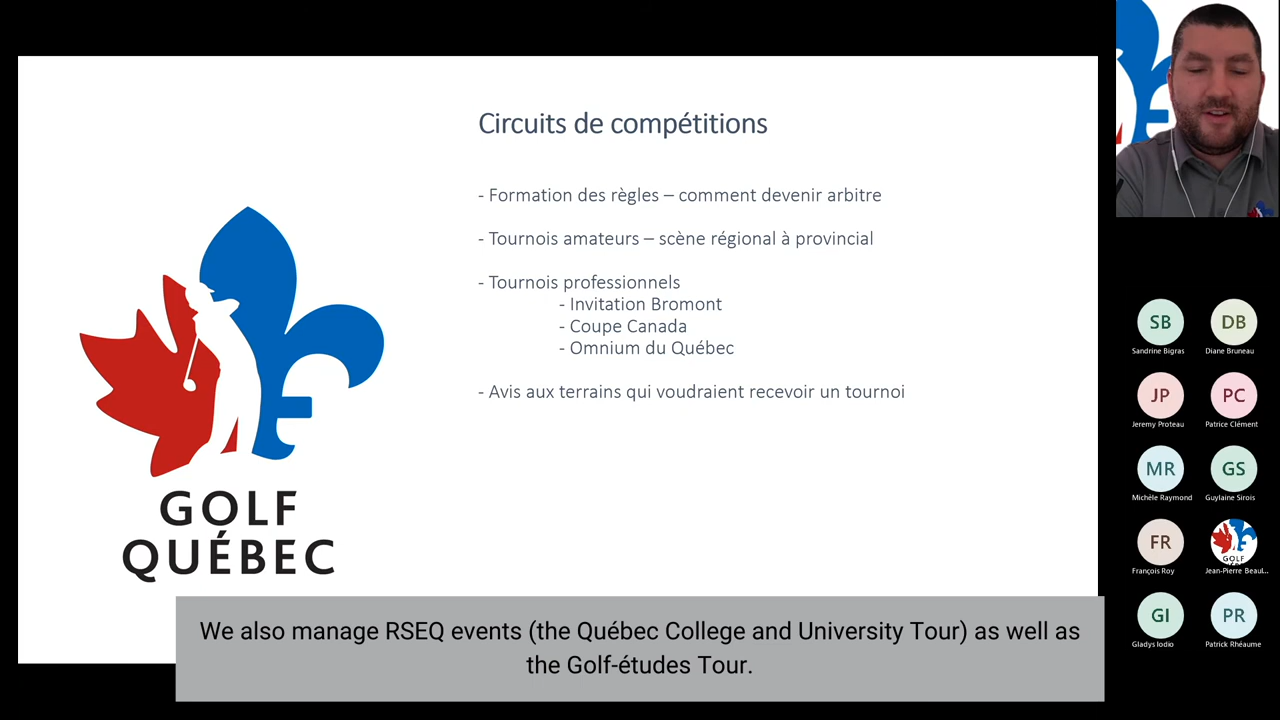 Circuits de compétitions
- Formation des règles – comment devenir arbitre
- Tournois amateurs – scène régional à provincial
- Tournois professionnels
- Invitation Bromont
- Coupe Canada
- Omnium du Québec
- Avis aux terrains qui voudraient recevoir un tournoi
GOLF
QUÉBEC
We also manage RSEQ events (the Québec College and University Tour) as well as
the Golf-études Tour.
SB
DB
Sandrine Bigras
Diane Bruneau
JP
PC
Jeremy Proteau
Patrice Clément
MR
GS
Michèle Raymond
Guylaine Sirois
FR
GOLF
François Roy
Jean-Pierre Beaul...
GI
PR
Gladys Iodio
Patrick Rhéaume